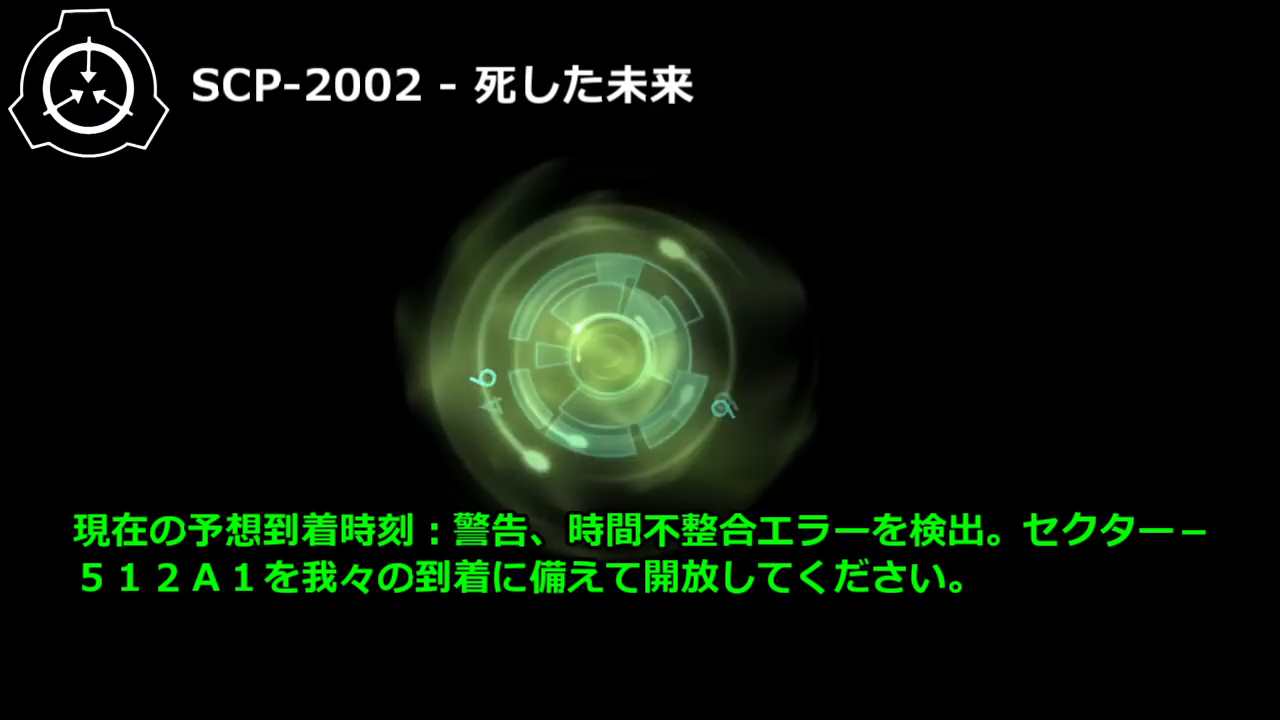 SCP-2002 - 死した未来
6
4
現在の予想到着時刻：警告、時間不整合エラーを検出。セクター－
５１２Ａ１を我々の到着に備えて開放してください。